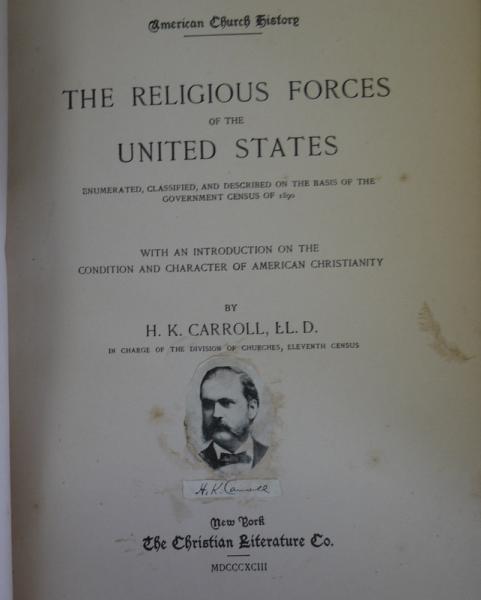 American Church History
THE RELIGIOUS FORCES
OF THE
UNITED STATES
ENUMERATED, CLASSIFIED, AND DESCRIBED ON THE BASIS OF THE
GOVERNMENT CENSUS OF 1890
WITH AN INTRODUCTION ON THE
CONDITION AND CHARACTER OF AMERICAN CHRISTIANITY
BY
H. K. CARROLL, LL. D.
IN CHARGE OF THE DIVISION OF CHURCHES, ELEVENTH CENSUS
H. K. Carroll
New York
The Christian Literature Co.
MDCCCXCIII